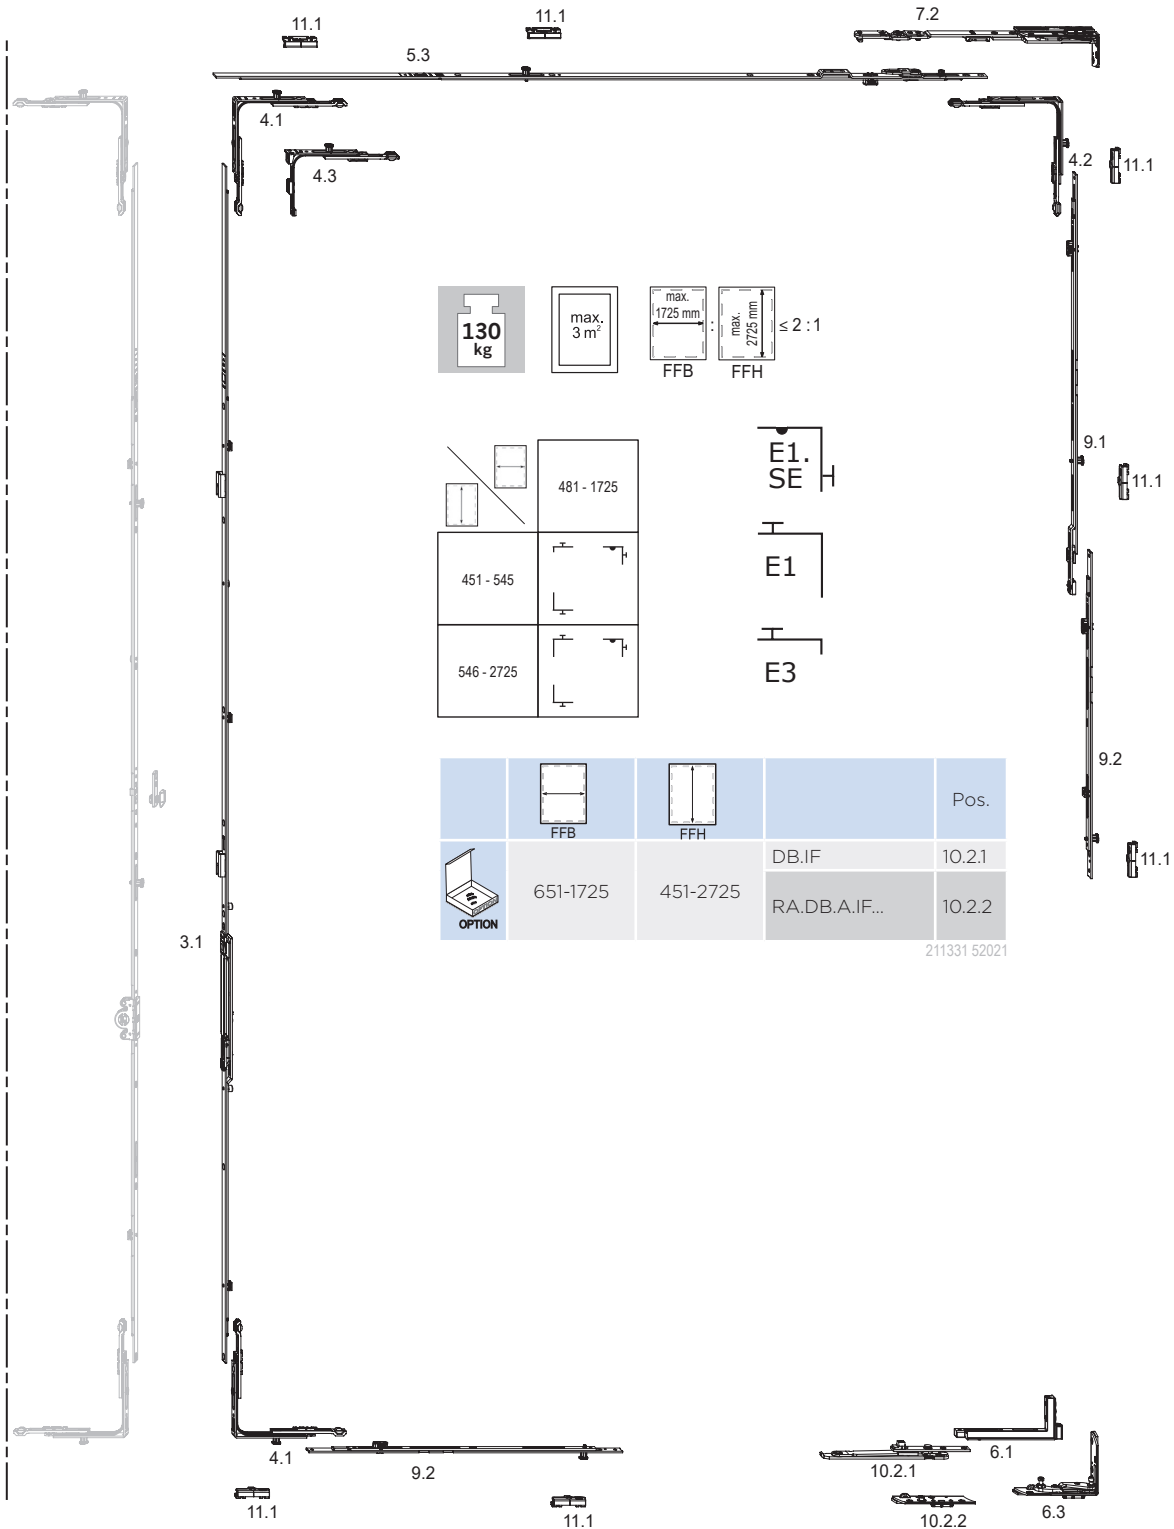 11.1
11.1
7.2
5.3
4.1
4.3
4.2
11.1
130
kg
max.
3 m²
max.
1725 mm
FFB
:
max.
2725 mm
FFH
≤ 2 : 1
481 - 1725
451 - 545
546 - 2725
E1.
SE
E1
E3
9.1
11.1
9.2
11.1
FFB
FFH
Pos.
OPTION
651-1725
451-2725
DB.IF
10.2.1
RA.DB.A.IF...
10.2.2
211331 52021
3.1
4.1
9.2
10.2.1
6.1
11.1
11.1
10.2.2
6.3